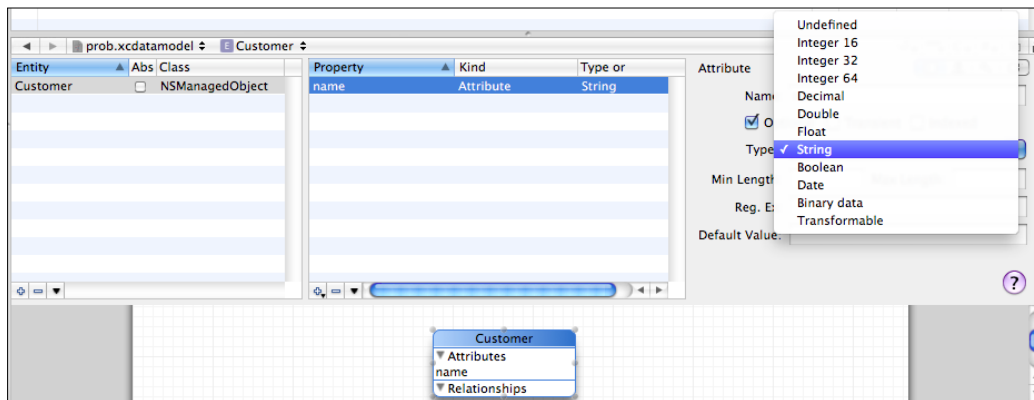 prob.xcdatamodel
E Customer
Entity Abs Class
Customer NSManagedObject
Property Kind Type or
name Attribute String
Attribute
Name
O
Type
Min Length
Reg. Ex
Default Value:
Undefined
Integer 16
Integer 32
Integer 64
Decimal
Double
Float
✓ String
Boolean
Date
Binary data
Transformable
?
Customer
Attributes
name
Relationships